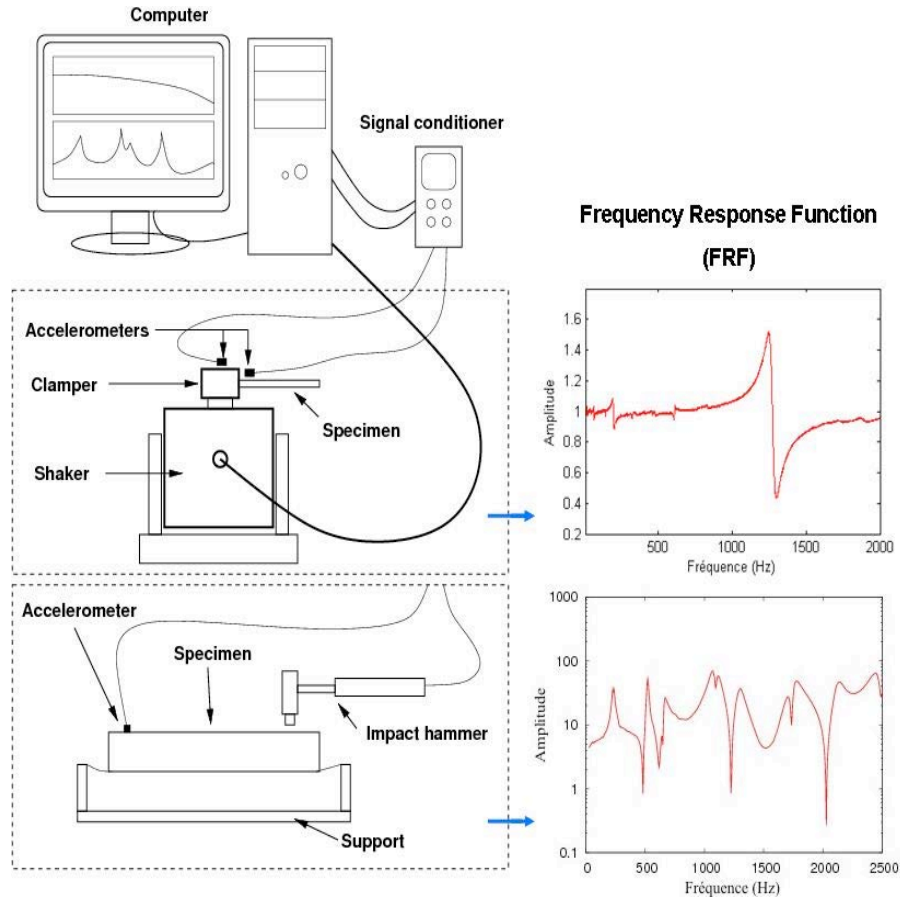 Computer
Signal conditioner
Frequency Response Function
(FRF)
Accelerometers
Clamper
Specimen
Shaker
Amplitude
1.6
1.4
1.2
1
0.8
0.6
0.4
0.2
500 1000 1500 2000
Fréquence (Hz)
Accelerometer
Specimen
Impact hammer
Support
Amplitude
1000
100
10
1
0.1
0 500 1000 1500 2000 2500
Fréquence (Hz)